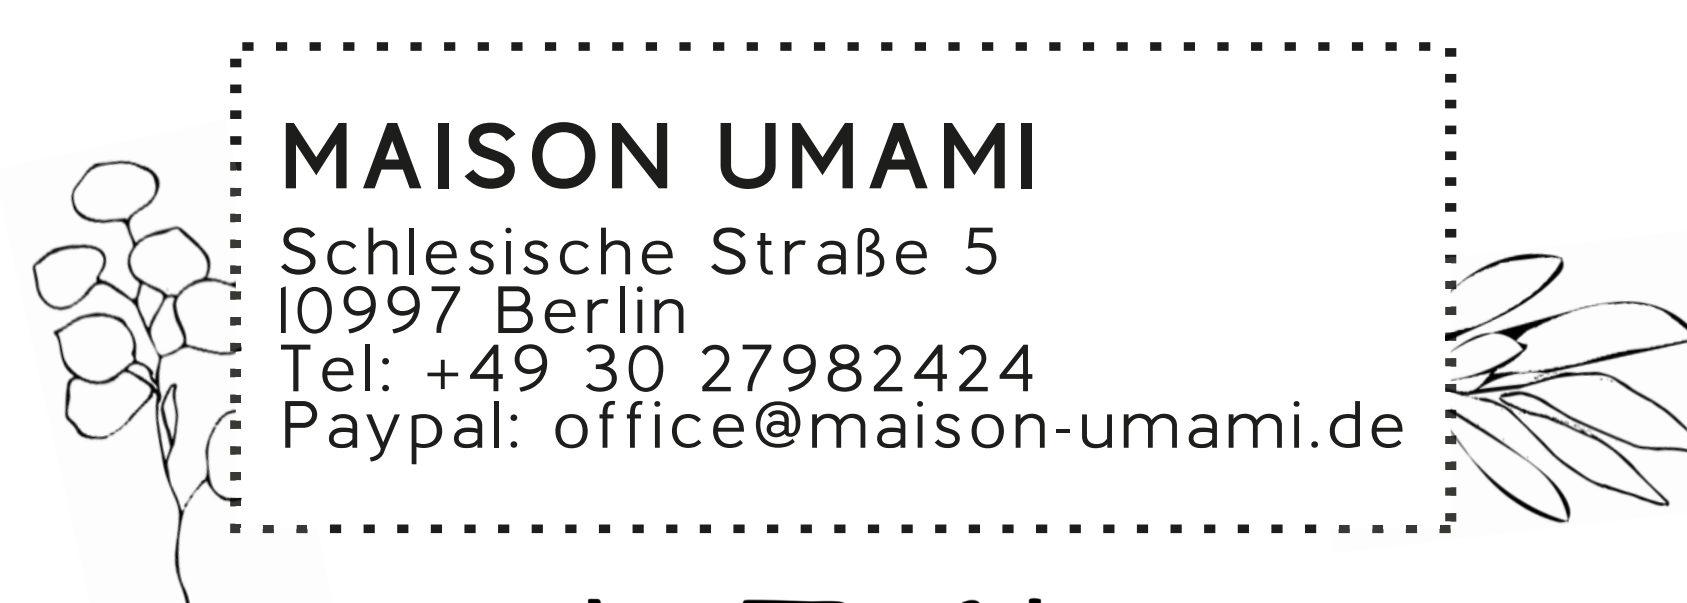 MAISON UMAMI
Schlesische Straße 5
10997 Berlin
Tel: +49 30 27982424
Paypal: office@maison-umami.de